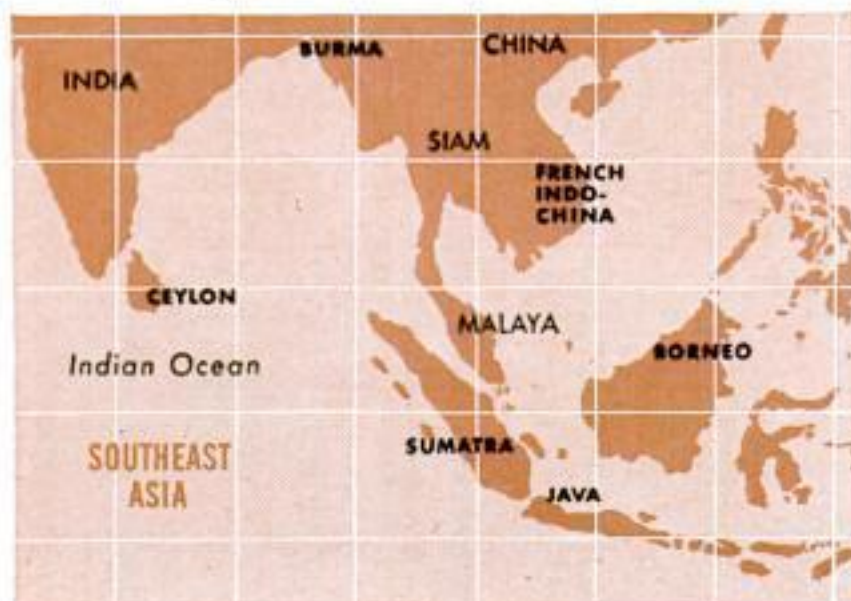 BURMA
CHINA
INDIA
SIAM
FRENCH
INDO-
CHINA
CEYLON
MALAYA
BORNEO
Indian Ocean
SUMATRA
SOUTHEAST
ASIA
JAVA